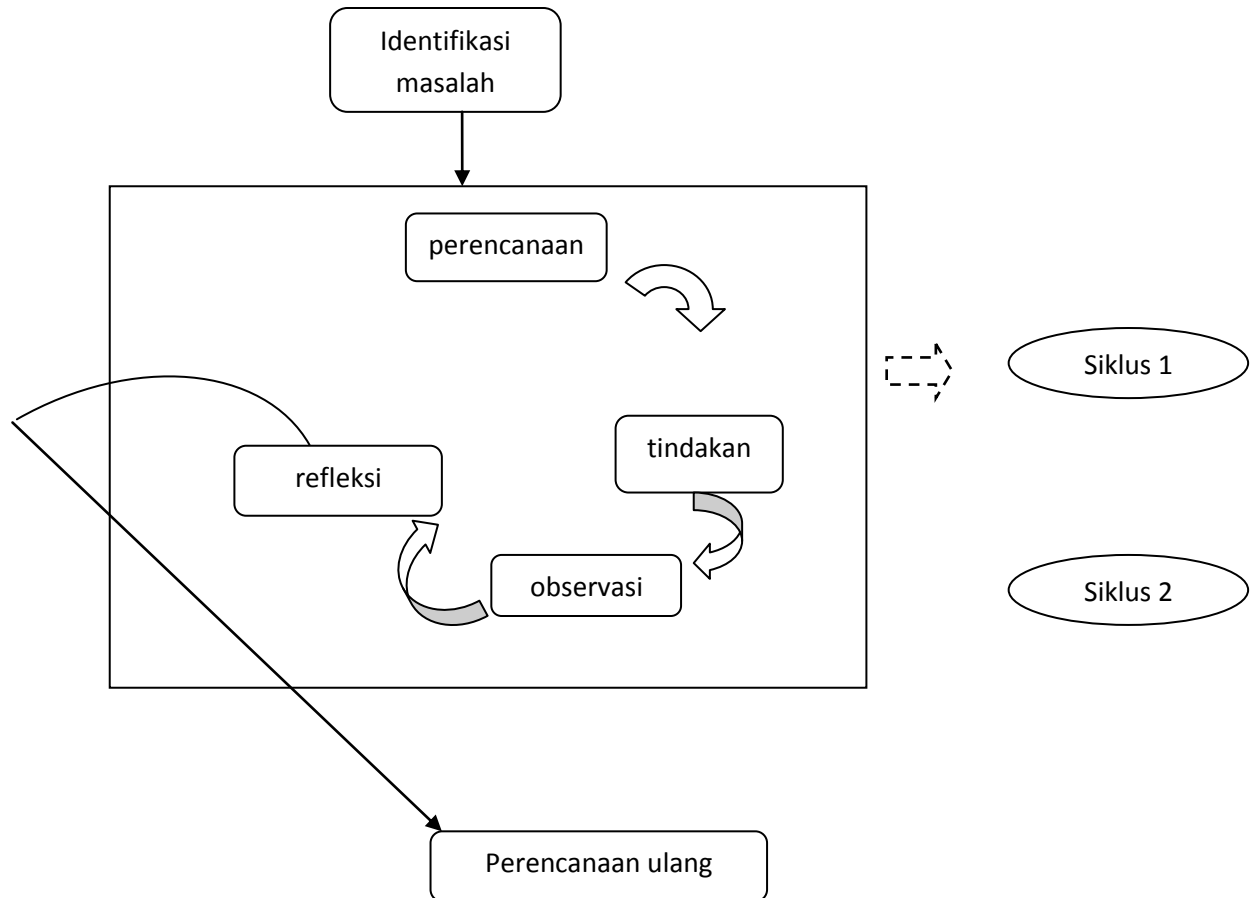 Identifikasi
masalah
perencanaan
Siklus 1
tindakan
refleksi
observasi
Siklus 2
Perencanaan ulang